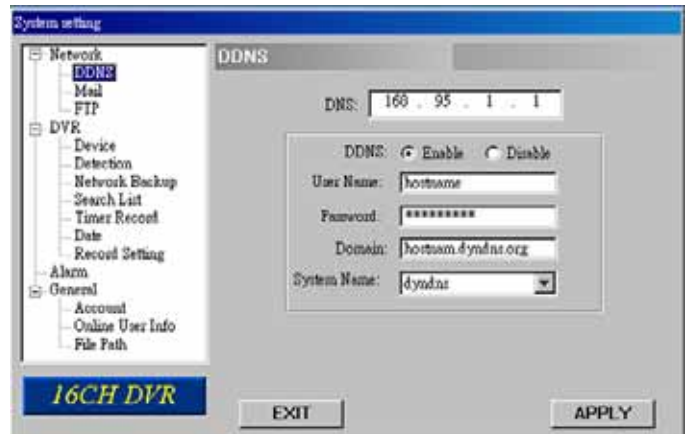 System setting
Network
DDNS
Mail
FTP
DVR
Device
Detection
Network Backup
Search List
Timer Record
Date
Record Setting
Alarm
General
Account
Online User Info
File Path
16CH DVR
DDNS
DNS: 168 . 95 . 1 . 1
DDNS: Enable Disable
User Name: hostname
Password: *********
Domain: hostnam.dyndns.org
System Name: dyndns
EXIT
APPLY